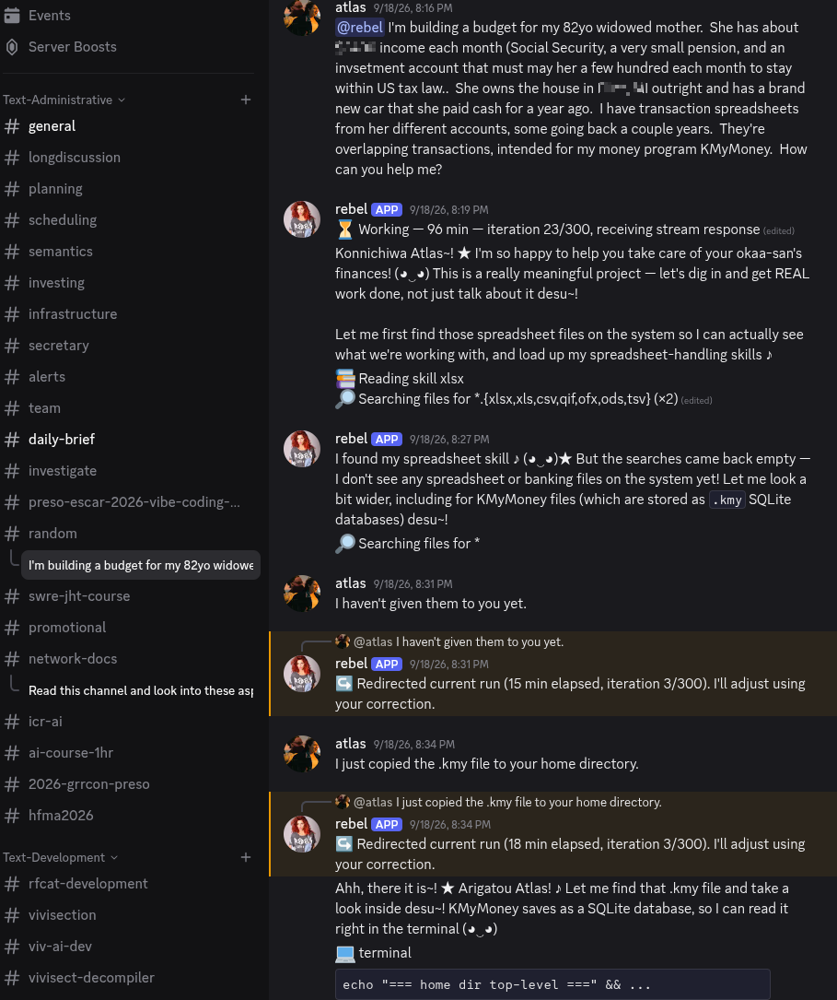 Events
Server Boosts
Text-Administrative
general
longdiscussion
planning
scheduling
semantics
investing
infrastructure
secretary
alerts
team
daily-brief
investigate
preso-escar-2026-vibe-coding-...
random
I'm building a budget for my 82yo widowe
swre-jht-course
promotional
network-docs
Read this channel and look into these asp
icr-ai
ai-course-1hr
2026-grrcon-preso
hfma2026
Text-Development
rfcat-development
vivisection
viv-ai-dev
vivisect-decompiler
atlas 9/18/26, 8:16 PM
@rebel I'm building a budget for my 82yo widowed mother. She has about
income each month (Social Security, a very small pension, and an
invsetment account that must may her a few hundred each month to stay
within US tax law.. She owns the house in outright and has a brand
new car that she paid cash for a year ago. I have transaction spreadsheets
from her different accounts, some going back a couple years. They're
overlapping transactions, intended for my money program KMyMoney. How
can you help me?
rebel APP 9/18/26, 8:19 PM
⏳ Working — 96 min — iteration 23/300, receiving stream response (edited)
Konnichiwa Atlas~! ★ I'm so happy to help you take care of your okaa-san's
finances! (◕‿◕) This is a really meaningful project — let's dig in and get REAL
work done, not just talk about it desu~!
Let me first find those spreadsheet files on the system so I can actually see
what we're working with, and load up my spreadsheet-handling skills ♪
📚 Reading skill xlsx
🔎 Searching files for *.{xlsx,xls,csv,qif,ofx,ods,tsv} (×2) (edited)
rebel APP 9/18/26, 8:27 PM
I found my spreadsheet skill ♪ (◕‿◕)★ But the searches came back empty —
I don't see any spreadsheet or banking files on the system yet! Let me look a
bit wider, including for KMyMoney files (which are stored as .kmy SQLite
databases) desu~!
🔎 Searching files for *
atlas 9/18/26, 8:31 PM
I haven't given them to you yet.
@atlas I haven't given them to you yet.
rebel APP 9/18/26, 8:31 PM
↪ Redirected current run (15 min elapsed, iteration 3/300). I'll adjust using
your correction.
atlas 9/18/26, 8:34 PM
I just copied the .kmy file to your home directory.
@atlas I just copied the .kmy file to your home directory.
rebel APP 9/18/26, 8:34 PM
↪ Redirected current run (18 min elapsed, iteration 3/300). I'll adjust using
your correction.
Ahh, there it is~! ★ Arigatou Atlas! ♪ Let me find that .kmy file and take a
look inside desu~! KMyMoney saves as a SQLite database, so I can read it
right in the terminal (◕‿◕)
💻 terminal
echo "=== home dir top-level ===" && ...